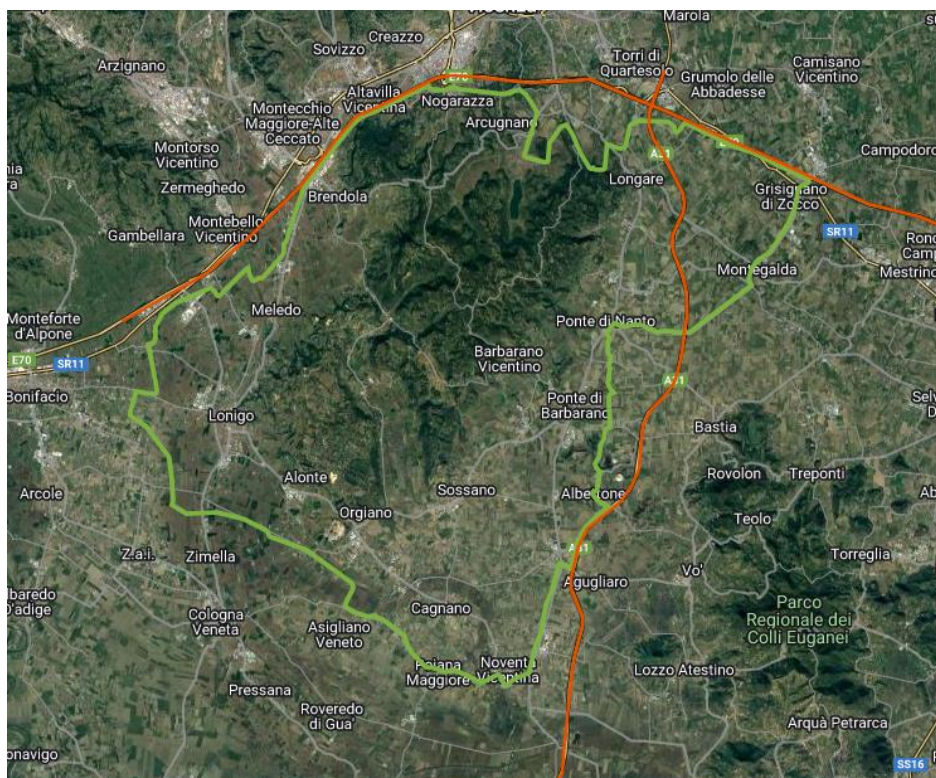 Marola
Creazzo
Sovizzo
Torri di
Quartesolo
Camisano
Vicentino
Arzignano
E70
Grumolo delle
Abbadesse
Altavilla
Vicentina
Nogarazza
Montecchio
Maggiore-Alte
Ceccato
Arcugnano
Montorso
Vicentino
A31
Campodoro
Longare
Zermeghedo
Brendola
Grisignano
di Zocco
Montebello
Vicentino
Gambellara
SR11
Montegalda
Mestrino
Meledo
Monteforte
d'Alpone
Ponte di Nanto
E70
SR11
Barbarano
Vicentino
A31
Bonifacio
Ponte di
Barbarano
Lonigo
Bastia
Alonte
Rovolon
Treponti
Arcole
Sossano
Albettone
Orgiano
Teolo
Z.a.i.
Zimella
A31
Torreglia
Agugliaro
Vo'
Cagnano
Parco
Regionale dei
Colli Euganei
Cologna
Veneta
Asigliano
Veneto
Poiana
Maggiore
Noventa
Vicentina
Lozzo Atestino
Pressana
Roveredo
di Gua'
Arquà Petrarca
SS16